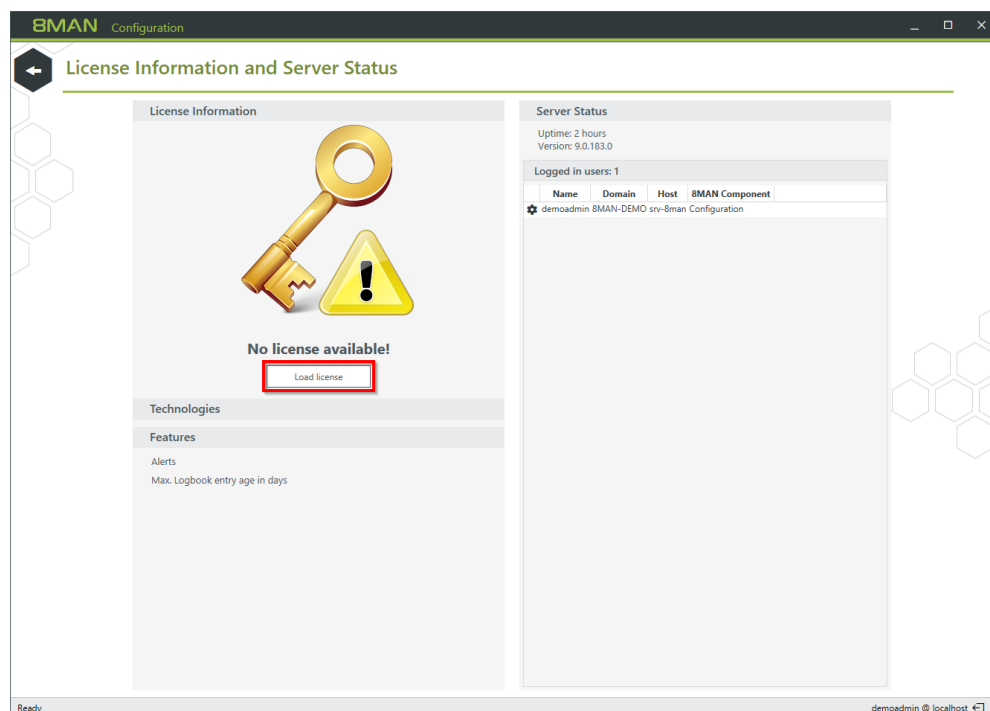 8MAN Configuration
License Information and Server Status
License Information
No license available!
Load license
Technologies
Features
Alerts
Max. Logbook entry age in days
Server Status
Uptime: 2 hours
Version: 9.0.183.0
Logged in users: 1
Name Domain Host 8MAN Component
demoadmin 8MAN-DEMO srv-8man Configuration
Ready
demoadmin @ localhost